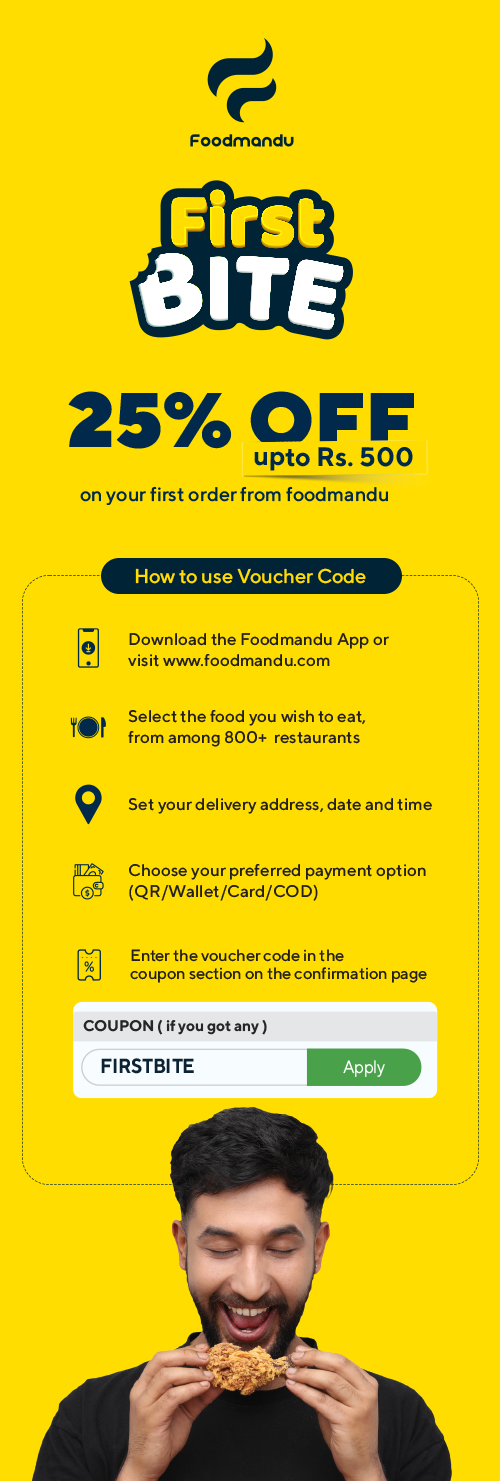 Foodmandu
First
BITE
25% OFF
upto Rs. 500
on your first order from foodmandu
How to use Voucher Code
Download the Foodmandu App or
visit www.foodmandu.com
Select the food you wish to eat,
from among 800+ restaurants
Set your delivery address, date and time
Choose your preferred payment option
(QR/Wallet/Card/COD)
%
Enter the voucher code in the
coupon section on the confirmation page
COUPON ( if you got any )
FIRSTBITE Apply